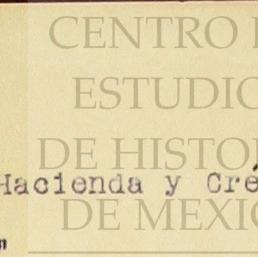 CENTRO
ESTUDIO
DE HISTO
Hacienda y Cré
DE MEXIC